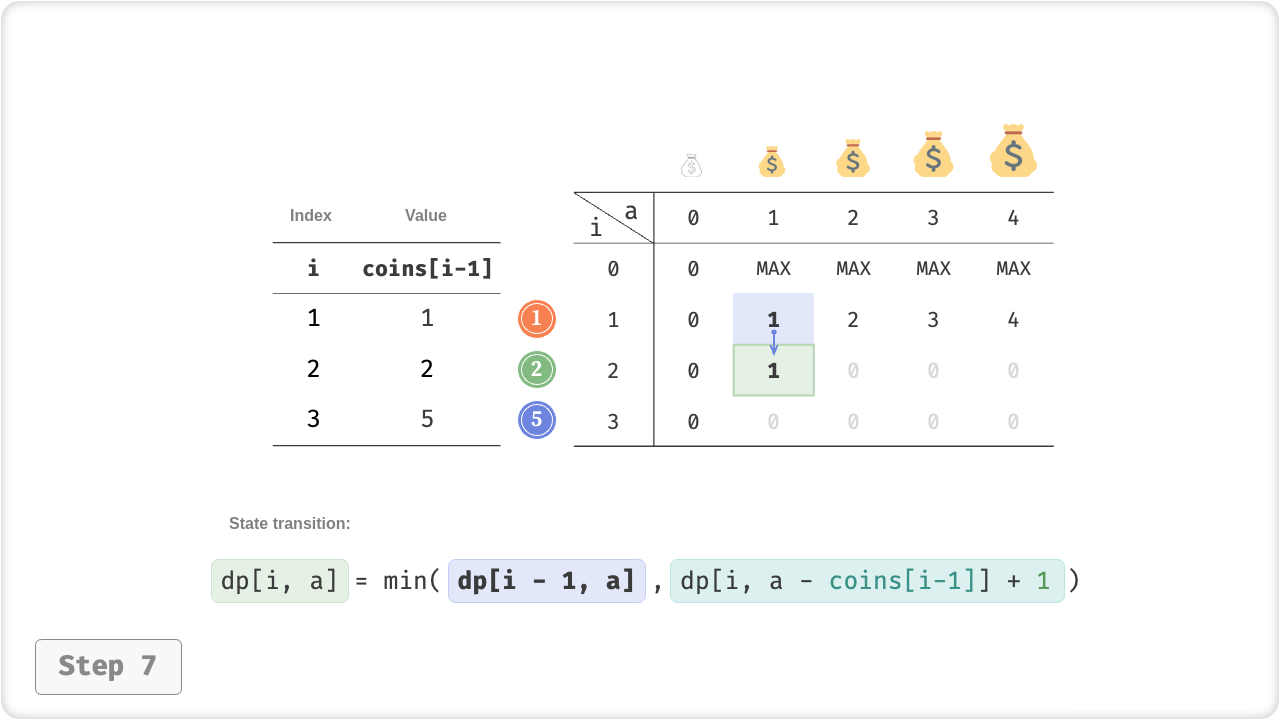 $ $ $ $ $
Index Value
i coins[i-1]
1 1 1
2 2 2
3 5 5
i a 0 1 2 3 4
0 0 MAX MAX MAX MAX
1 0 1 2 3 4
2 0 1 0 0 0
3 0 0 0 0 0
State transition:
dp[i, a] = min( dp[i - 1, a] , dp[i, a - coins[i-1]] + 1 )
Step 7